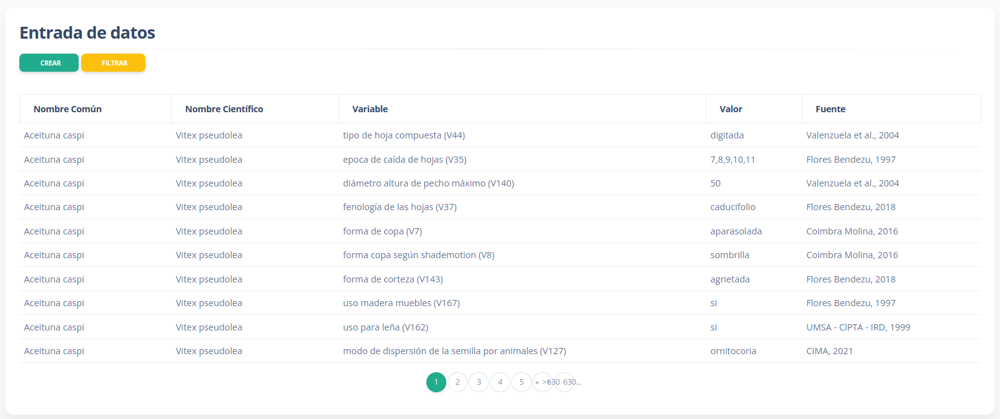 Entrada de datos
CREAR FILTRAR
Nombre Común Nombre Científico Variable Valor Fuente
Aceituna caspi Vitex pseudolea tipo de hoja compuesta (V44) digitada Valenzuela et al., 2004
Aceituna caspi Vitex pseudolea epoca de caída de hojas (V35) 7,8,9,10,11 Flores Bendezu, 1997
Aceituna caspi Vitex pseudolea diámetro altura de pecho máximo (V140) 50 Valenzuela et al., 2004
Aceituna caspi Vitex pseudolea fenología de las hojas (V37) caducifolio Flores Bendezu, 2018
Aceituna caspi Vitex pseudolea forma de copa (V7) aparasolada Coimbra Molina, 2016
Aceituna caspi Vitex pseudolea forma copa según shademotion (V8) sombrilla Coimbra Molina, 2016
Aceituna caspi Vitex pseudolea forma de corteza (V143) agrietada Flores Bendezu, 2018
Aceituna caspi Vitex pseudolea uso madera muebles (V167) si Flores Bendezu, 1997
Aceituna caspi Vitex pseudolea uso para leña (V162) si UMSA - CIPTA - IRD, 1999
Aceituna caspi Vitex pseudolea modo de dispersión de la semilla por animales (V127) ornitocoria CIMA, 2021
1 2 3 4 5 » 630...